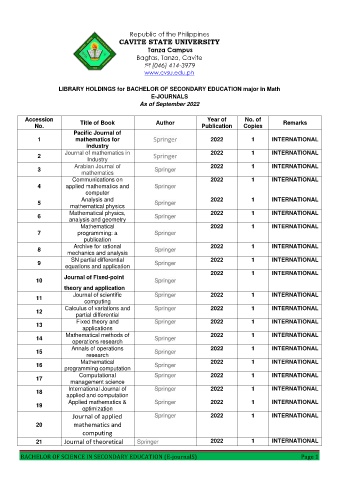 Republic of the Philippines
CAVITE STATE UNIVERSITY
Tanza Campus
Bagtas, Tanza, Cavite
(046) 414-3979
www.cvsu.edu.ph
LIBRARY HOLDINGS for BACHELOR OF SECONDARY EDUCATION major in Math
E-JOURNALS
As of September 2022
Accession No. Title of Book Author Year of Publication No. of Copies Remarks
1 Pacific Journal of mathematics for industry Springer 2022 1 INTERNATIONAL
2 Journal of mathematics in Industry Springer 2022 1 INTERNATIONAL
3 Arabian Journal of mathematics Springer 2022 1 INTERNATIONAL
4 Communications on applied mathematics and computer Springer 2022 1 INTERNATIONAL
5 Analysis and mathematical physics Springer 2022 1 INTERNATIONAL
6 Mathematical physics, analysis and geometry Springer 2022 1 INTERNATIONAL
7 Mathematical programming: a publication Springer 2022 1 INTERNATIONAL
8 Archive for rational mechanics and analysis Springer 2022 1 INTERNATIONAL
9 SN partial differential equations and application Springer 2022 1 INTERNATIONAL
10 Journal of Fixed-point theory and application Springer 2022 1 INTERNATIONAL
11 Journal of scientific computing Springer 2022 1 INTERNATIONAL
12 Calculus of variations and partial differential Springer 2022 1 INTERNATIONAL
13 Fixed theory and applications Springer 2022 1 INTERNATIONAL
14 Mathematical methods of operations research Springer 2022 1 INTERNATIONAL
15 Annals of operations research Springer 2022 1 INTERNATIONAL
16 Mathematical programming computation Springer 2022 1 INTERNATIONAL
17 Computational management science Springer 2022 1 INTERNATIONAL
18 International Journal of applied and computation Springer 2022 1 INTERNATIONAL
19 Applied mathematics & optimization Springer 2022 1 INTERNATIONAL
20 Journal of applied mathematics and computing Springer 2022 1 INTERNATIONAL
21 Journal of theoretical Springer 2022 1 INTERNATIONAL
BACHELOR OF SCIENCE IN SECONDARY EDUCATION (E-journalS) Page 1